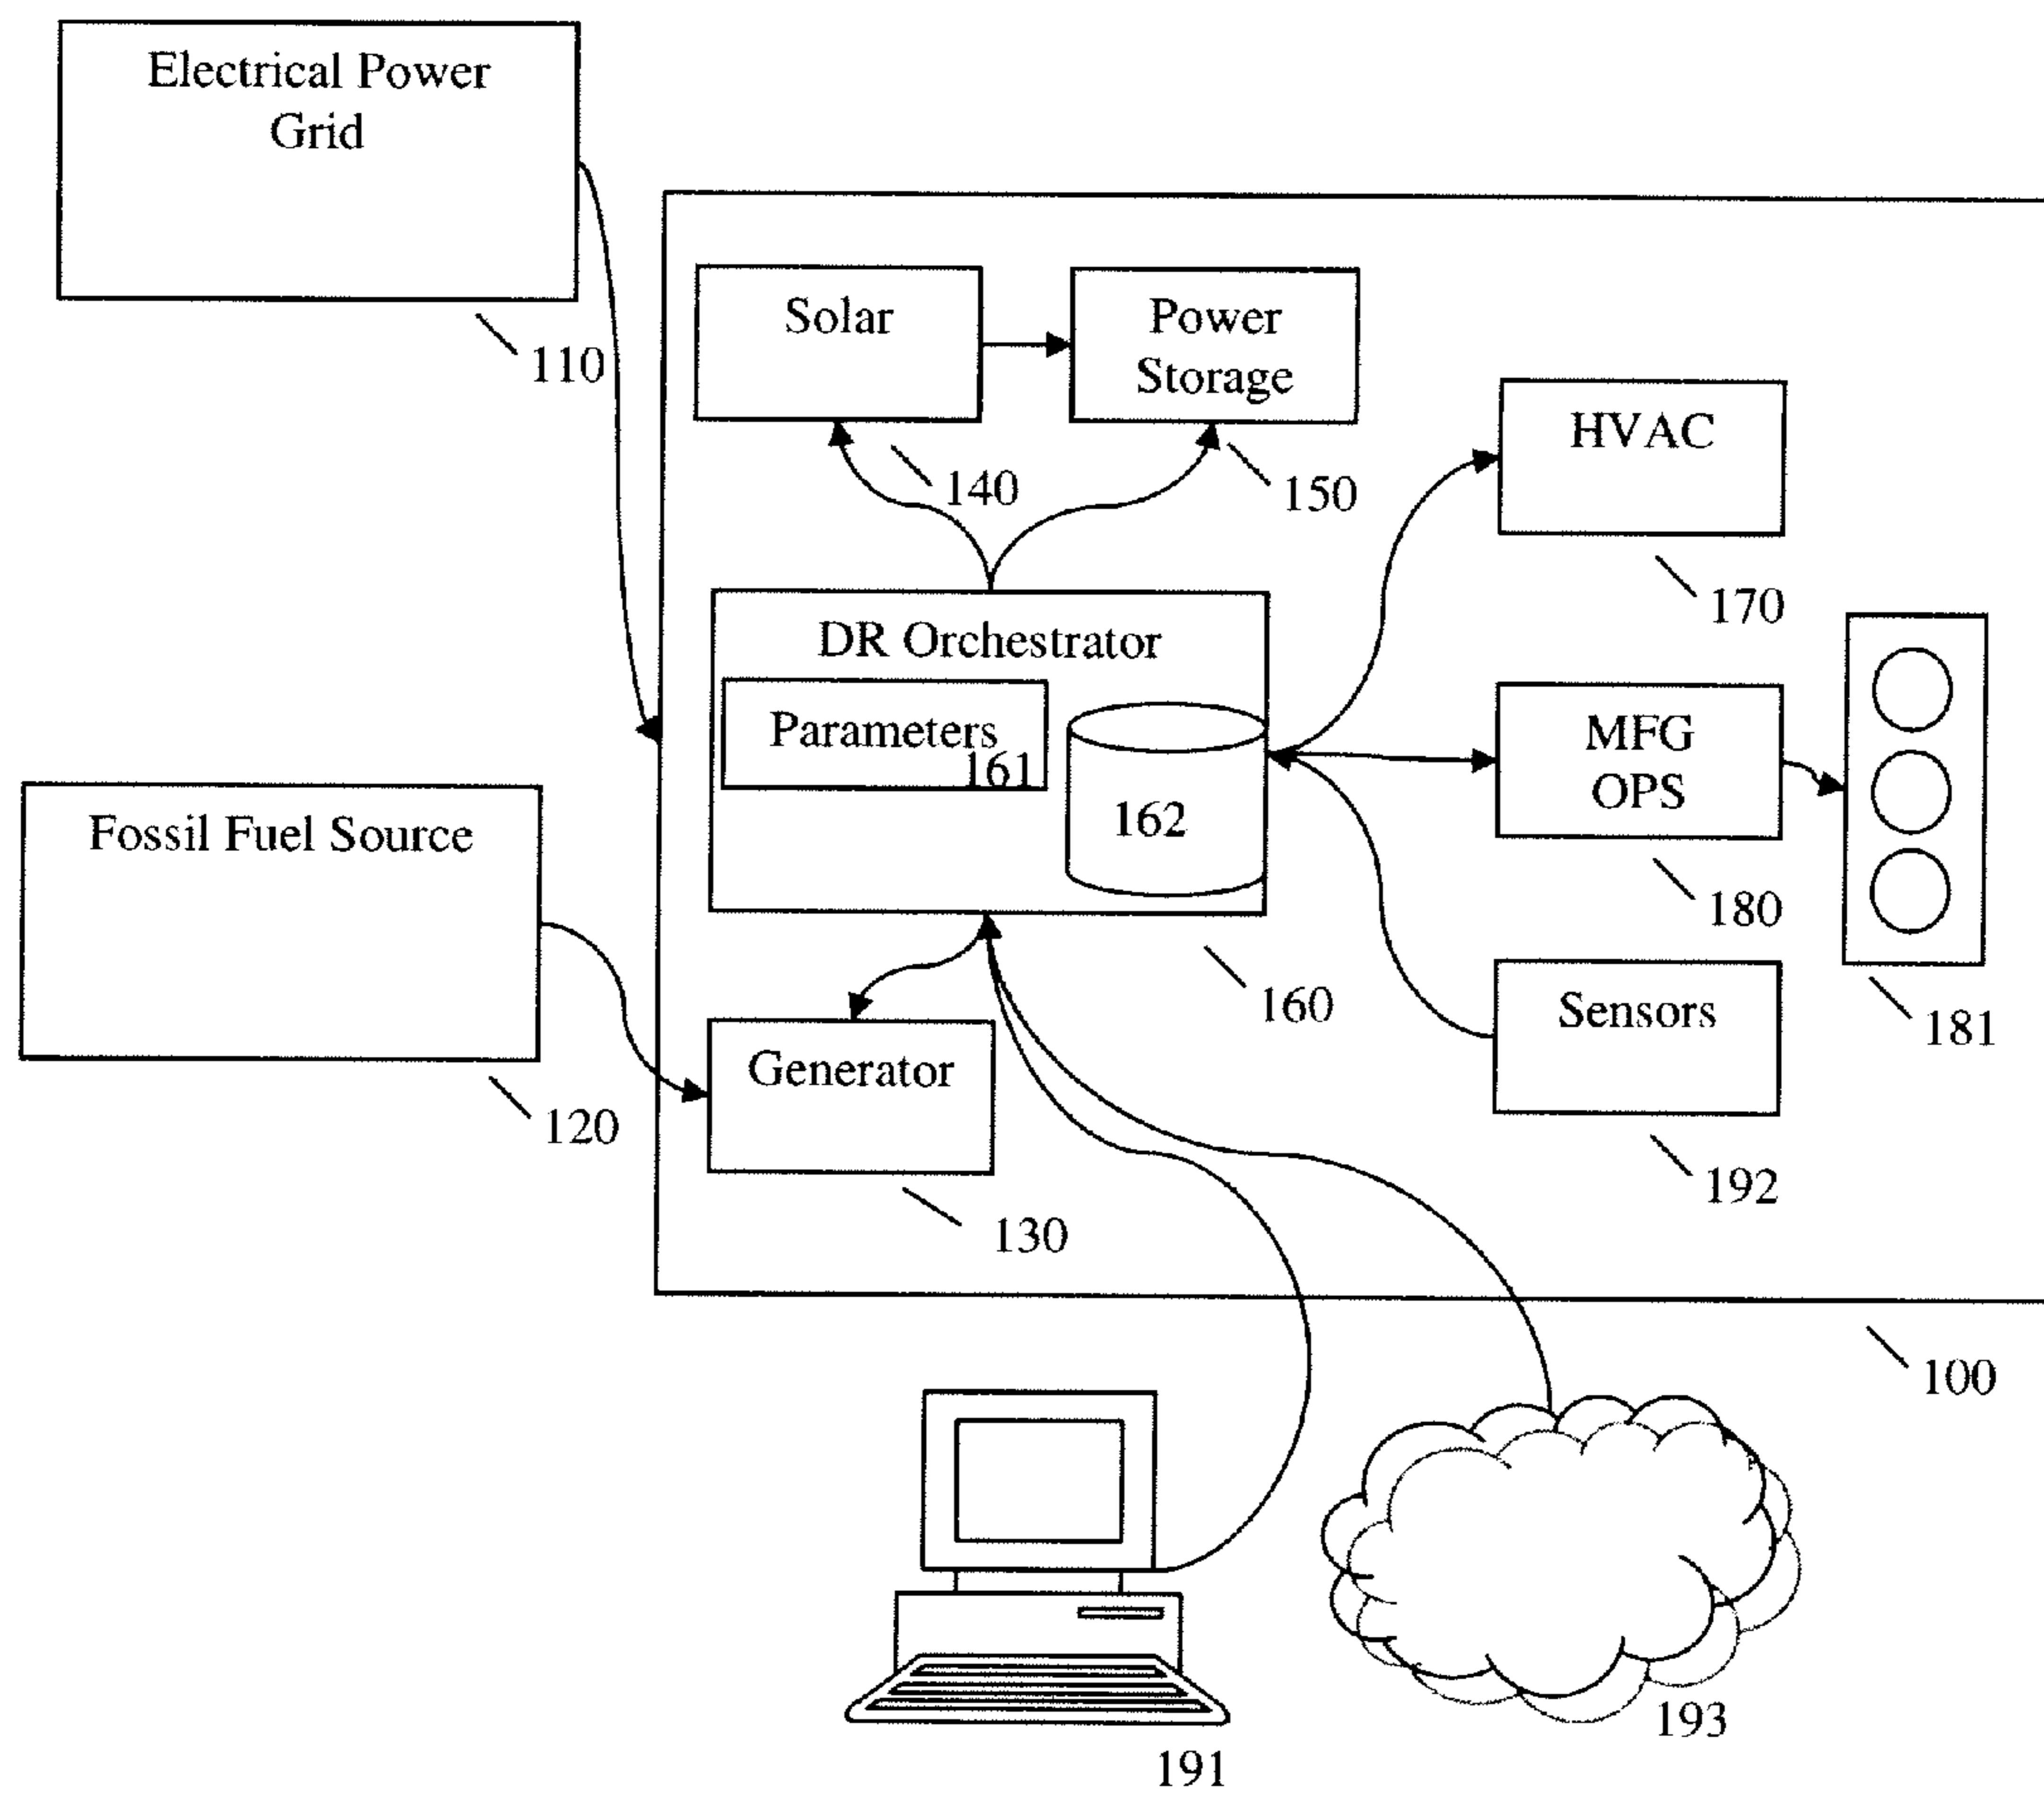 Electrical Power
Grid
110
Solar
Power
Storage
140
150
HVAC
170
DR Orchestrator
Parameters
161
162
160
MFG
OPS
180
181
Fossil Fuel Source
120
Generator
130
Sensors
192
100
191
193